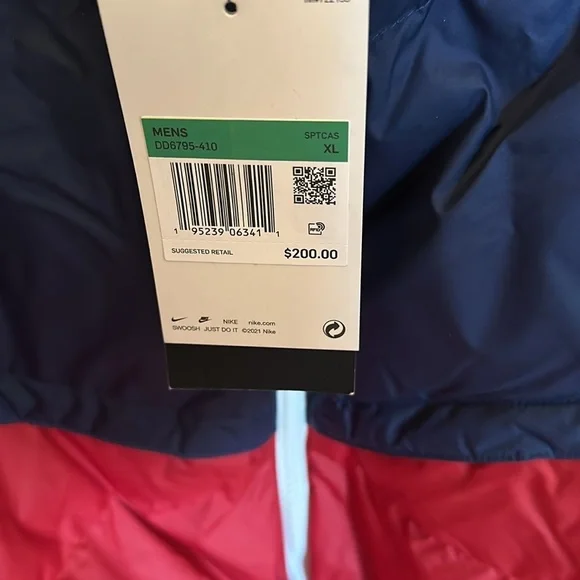 MENS SPTCAS
DD6795-410 XL
1 95239 06341 1
SUGGESTED RETAIL $200.00
NIKE nike.com
SWOOSH JUST DO IT ©2021 Nike